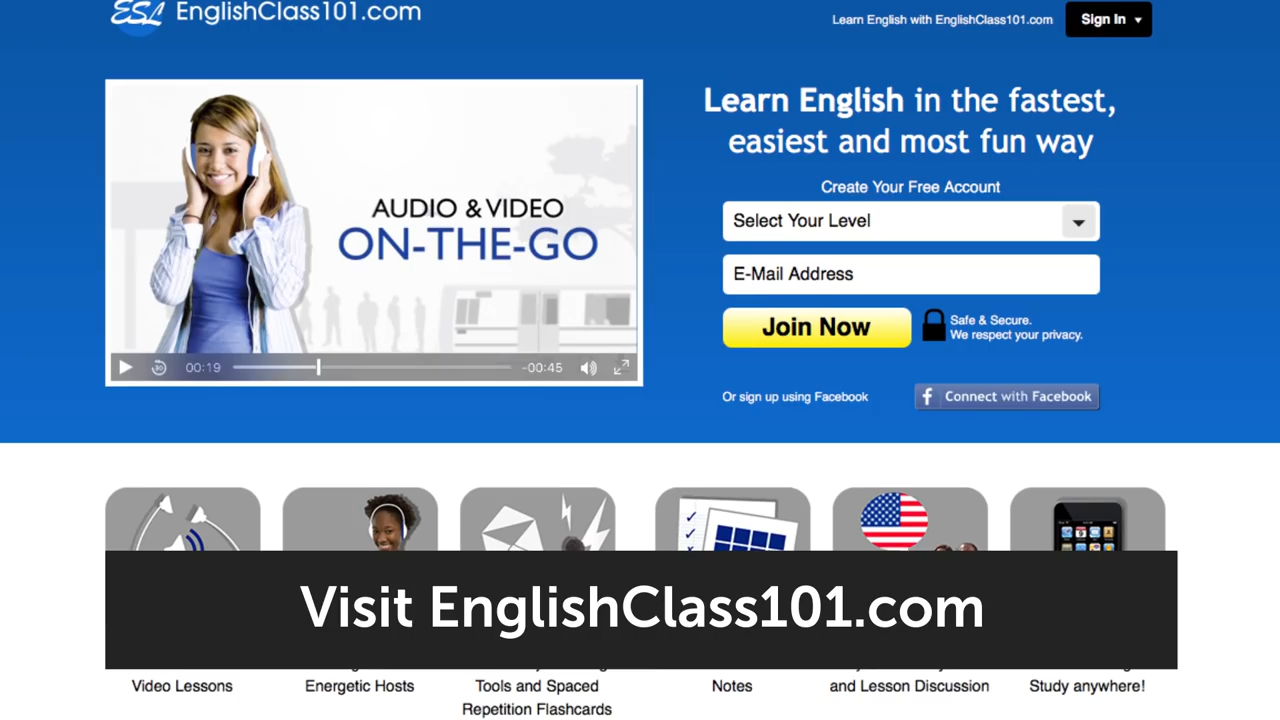 ESL EnglishClass101.com
Learn English with EnglishClass101.com
Sign In
AUDIO & VIDEO
ON-THE-GO
30 00:19 -00:45
Learn English in the fastest,
easiest and most fun way
Create Your Free Account
Select Your Level
E-Mail Address
Join Now
Safe & Secure.
We respect your privacy.
Or sign up using Facebook
f Connect with Facebook
Visit EnglishClass101.com
Video Lessons
Energetic Hosts
Tools and Spaced
Repetition Flashcards
Notes
and Lesson Discussion
Study anywhere!